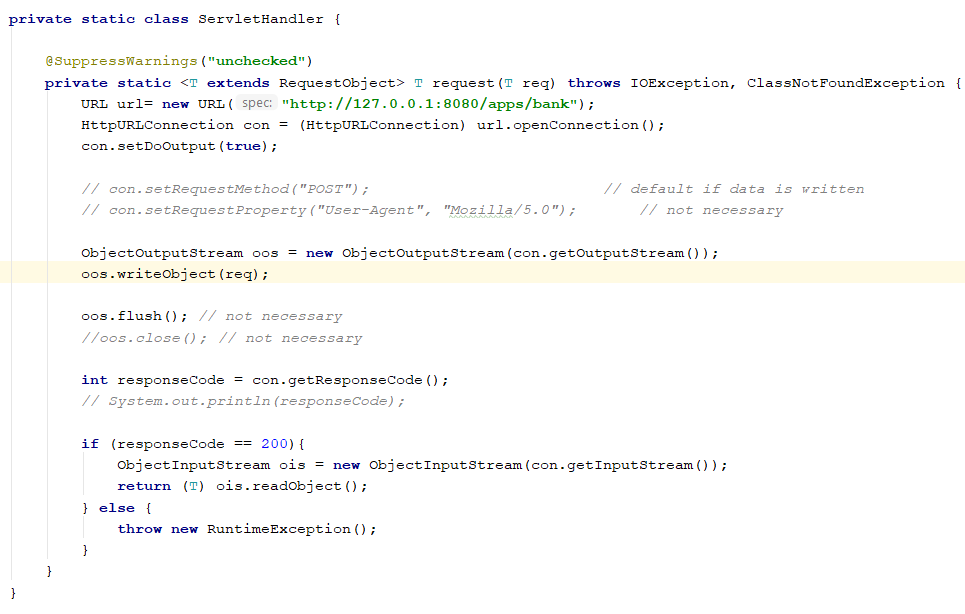 private static class ServletHandler {
@SuppressWarnings("unchecked")
private static <T extends RequestObject> T request(T req) throws IOException, ClassNotFoundException {
URL url= new URL( spec: "http://127.0.0.1:8080/apps/bank");
HttpURLConnection con = (HttpURLConnection) url.openConnection();
con.setDoOutput(true);
// con.setRequestMethod("POST"); // default if data is written
// con.setRequestProperty("User-Agent", "Mozilla/5.0"); // not necessary
ObjectOutputStream oos = new ObjectOutputStream(con.getOutputStream());
oos.writeObject(req);
oos.flush(); // not necessary
//oos.close(); // not necessary
int responseCode = con.getResponseCode();
// System.out.println(responseCode);
if (responseCode == 200){
ObjectInputStream ois = new ObjectInputStream(con.getInputStream());
return (T) ois.readObject();
} else {
throw new RuntimeException();
}
}
}